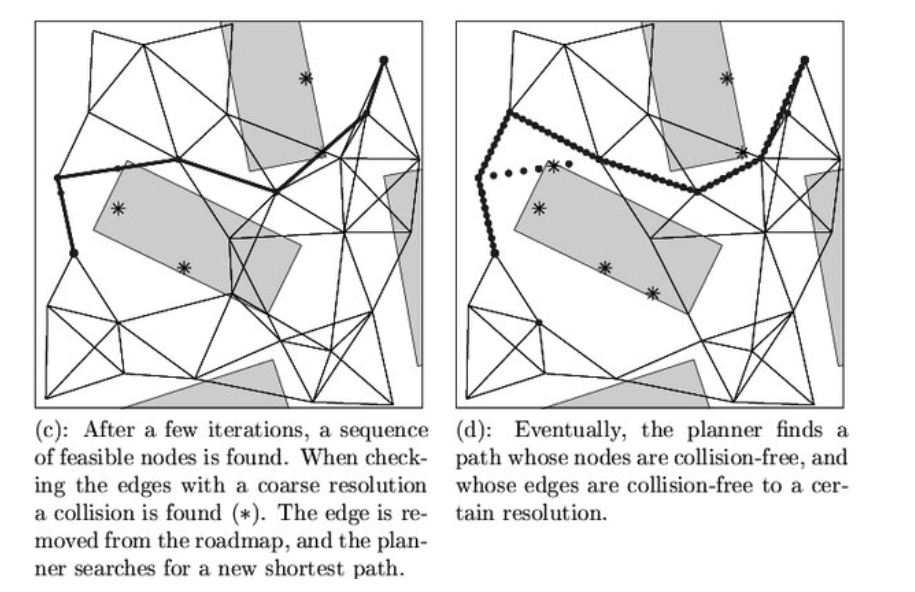 (c): After a few iterations, a sequence
of feasible nodes is found. When check-
ing the edges with a coarse resolution
a collision is found (∗). The edge is re-
moved from the roadmap, and the plan-
ner searches for a new shortest path.
(d): Eventually, the planner finds a
path whose nodes are collision-free, and
whose edges are collision-free to a cer-
tain resolution.